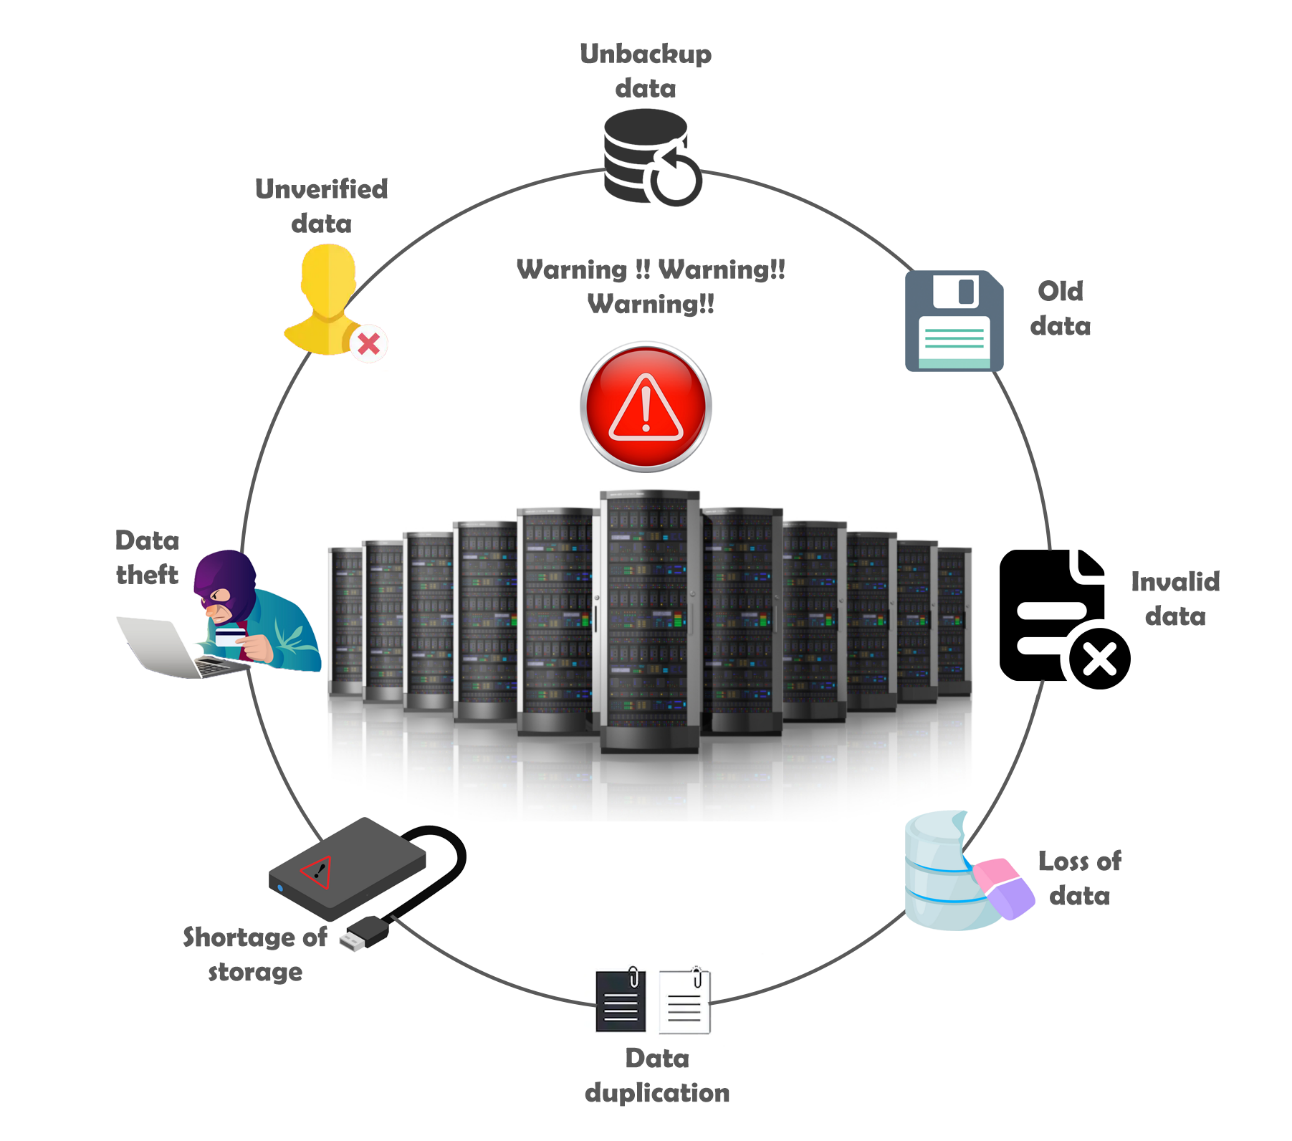 Unbackup
data
Unverified
data
Warning !! Warning!!
Warning!!
Old
data
Data
theft
Invalid
data
Loss of
data
Shortage of
storage
Data
duplication